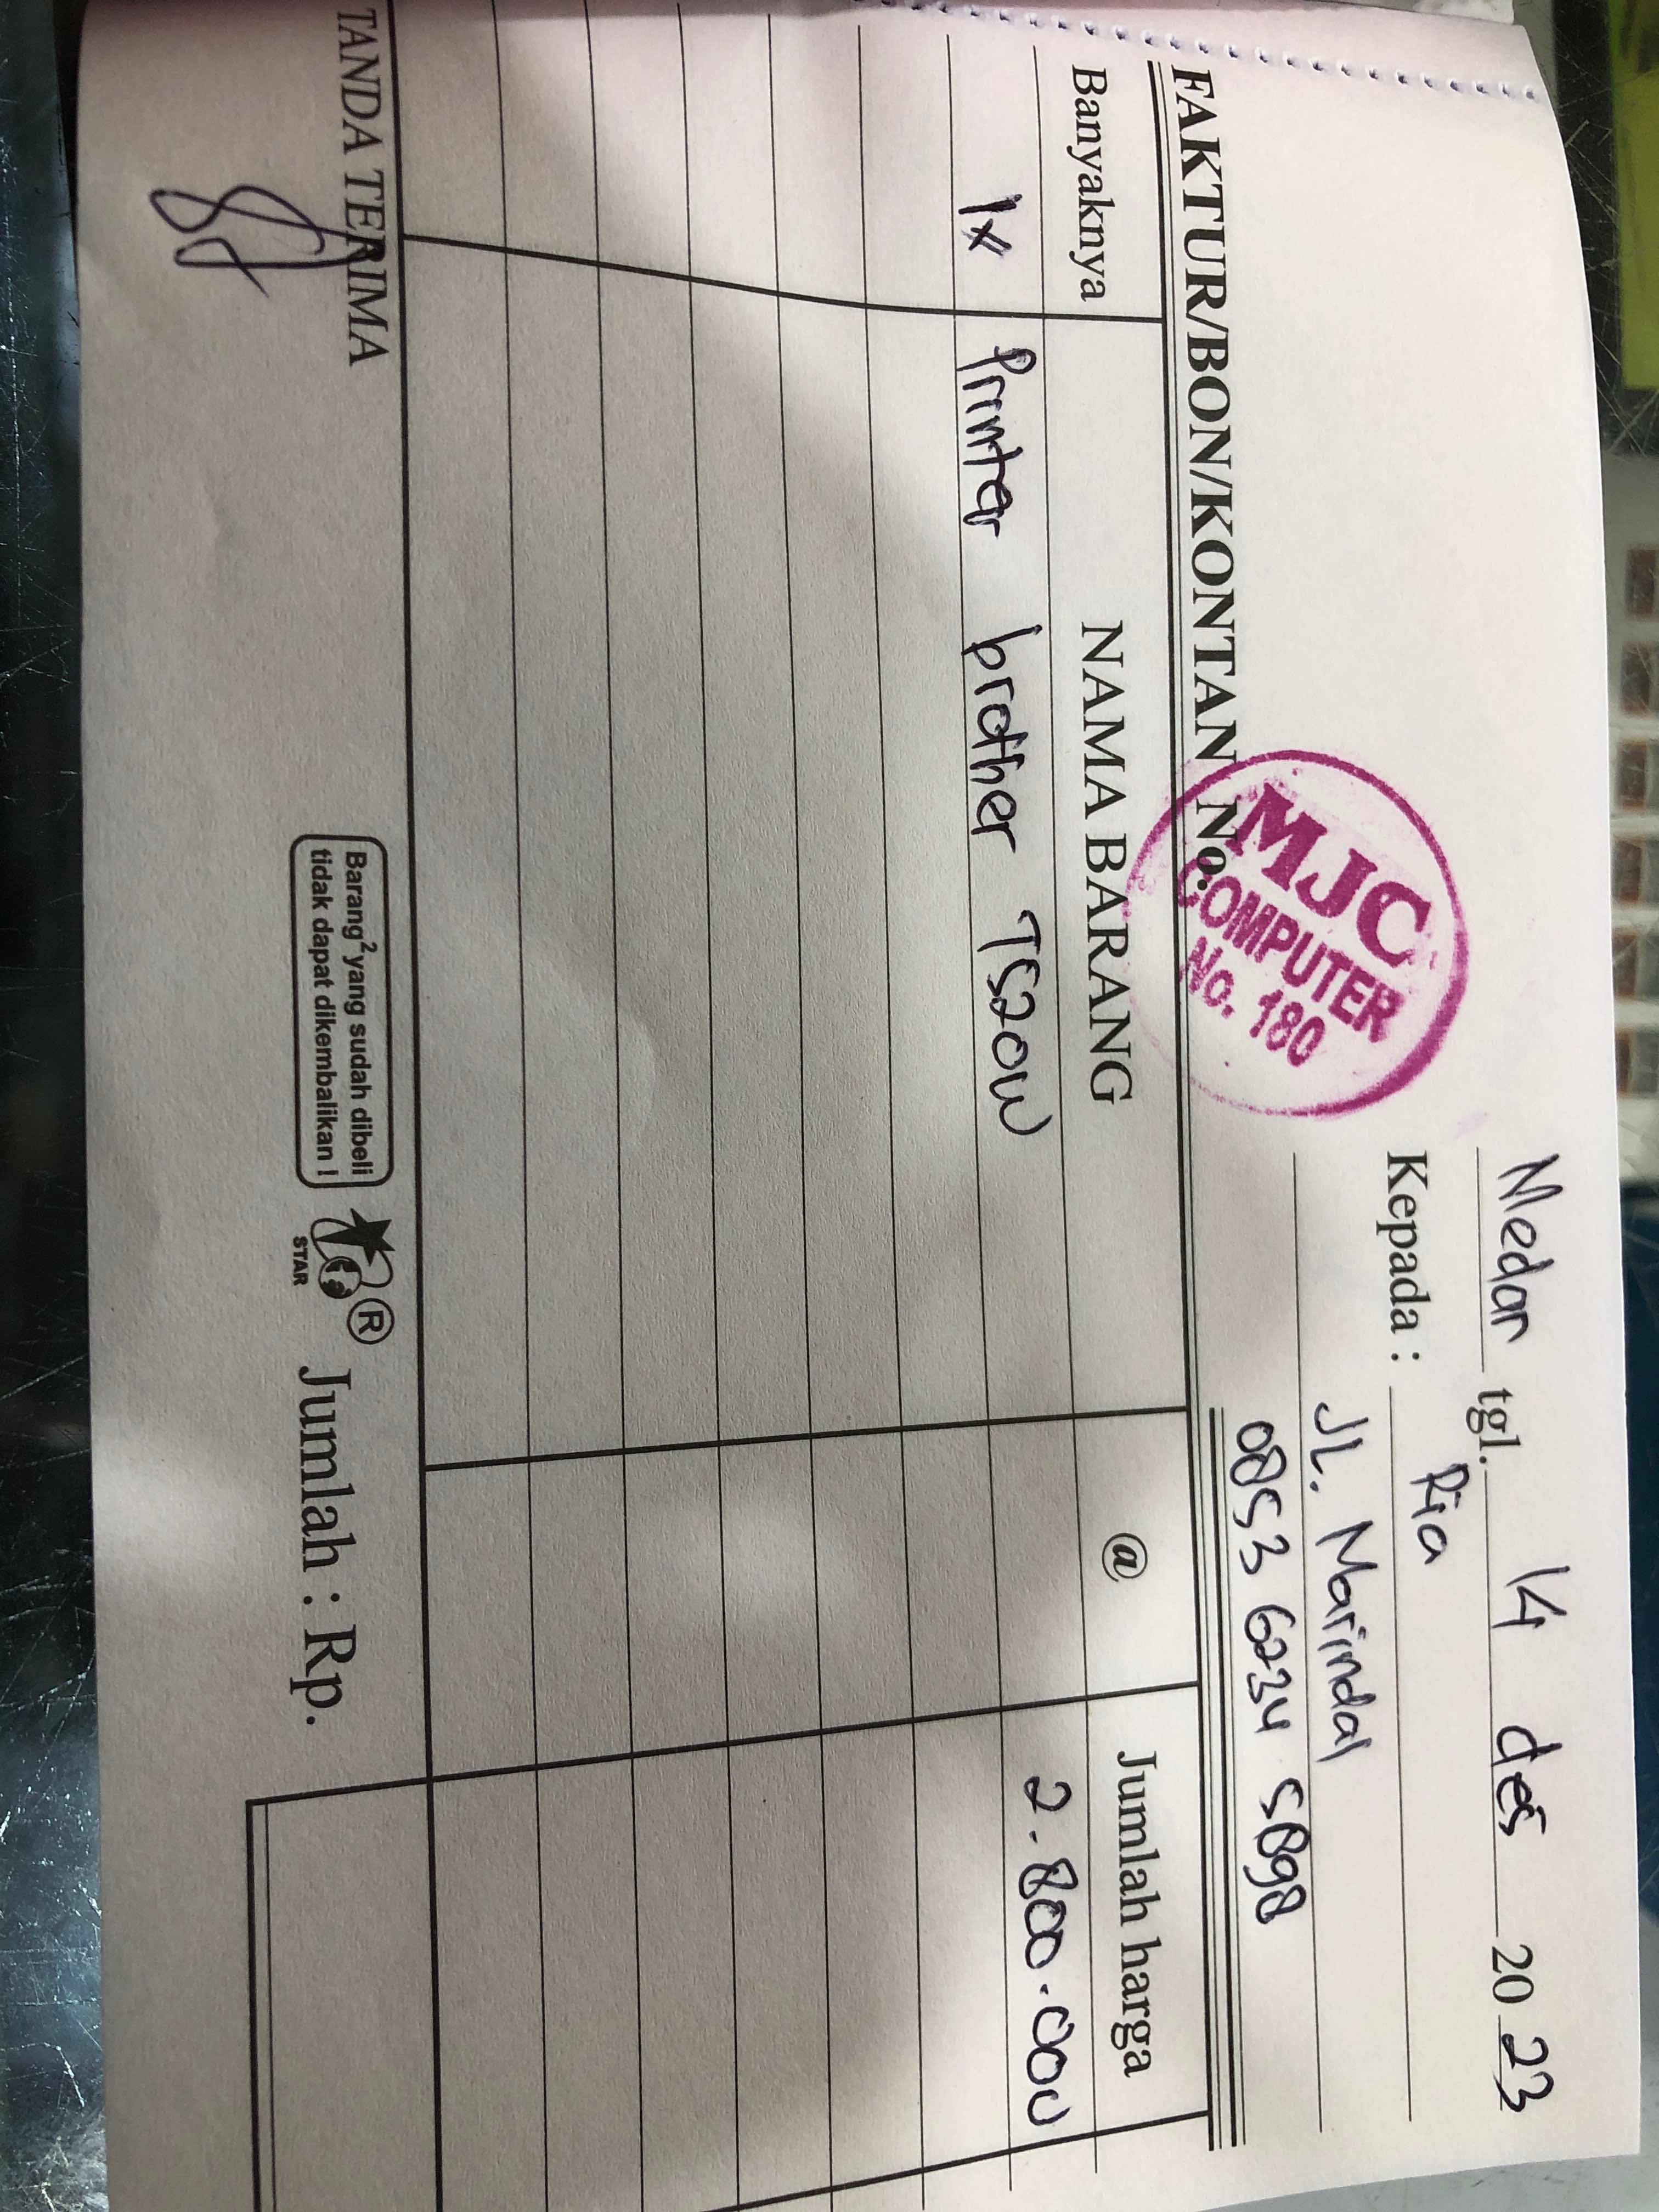 Medan tgl. 14 des 20 23
Kepada : Ria
JL. Marindal
0853 6234 5898
MJC
COMPUTER
No. 180
FAKTUR/BON/KONTAN No.
Banyaknya NAMA BARANG @ Jumlah harga
1x Printer brother T520W 2.800.000
TANDA TERIMA
Barang² yang sudah dibeli
tidak dapat dikembalikan !
STAR
®
Jumlah : Rp.